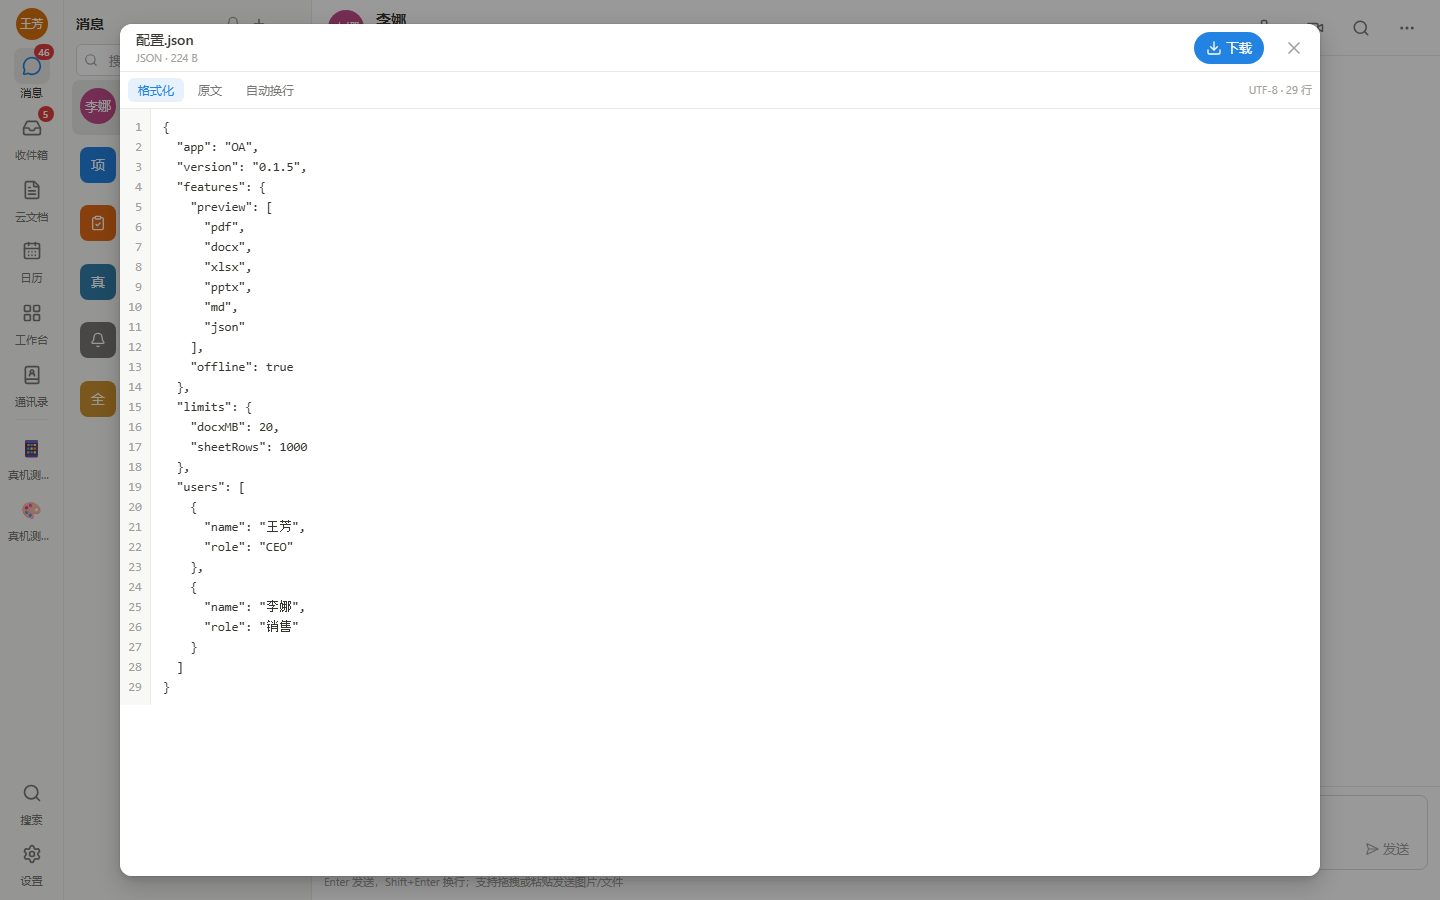 王芳
消息
李娜
配置.json
JSON · 224 B
下载
46
消息
5
收件箱
云文档
日历
工作台
通讯录
真机测...
真机测...
搜索
设置
搜
李娜
项
真
全
格式化
原文
自动换行
UTF-8 · 29 行
1 {
2 "app": "OA",
3 "version": "0.1.5",
4 "features": {
5 "preview": [
6 "pdf",
7 "docx",
8 "xlsx",
9 "pptx",
10 "md",
11 "json"
12 ],
13 "offline": true
14 },
15 "limits": {
16 "docxMB": 20,
17 "sheetRows": 1000
18 },
19 "users": [
20 {
21 "name": "王芳",
22 "role": "CEO"
23 },
24 {
25 "name": "李娜",
26 "role": "销售"
27 }
28 ]
29 }
发送
Enter 发送，Shift+Enter 换行；支持拖拽或粘贴发送图片/文件